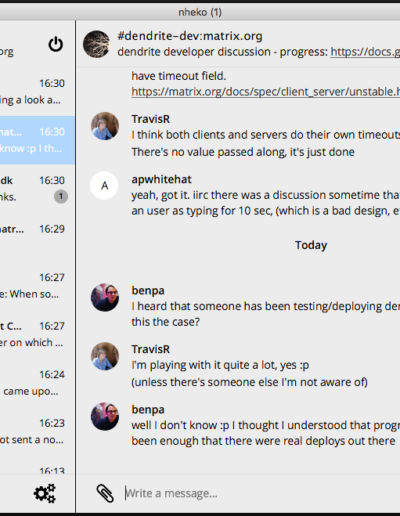 nheko (1)
org
16:30
ng a look a...
hat... 16:30
know :p I th...
dk 16:30
nks. 1
matr... 16:29
16:27
e: When so...
t C... 16:27
er on which ...
16:24
came upo...
16:23
ot sent a no...
16:13
#dendrite-dev:matrix.org
dendrite developer discussion - progress: https://docs.g
have timeout field.
https://matrix.org/docs/spec/client_server/unstable.h
TravisR
I think both clients and servers do their own timeouts
There's no value passed along, it's just done
A apwhitehat
yeah, got it. iirc there was a discussion sometime tha
an user as typing for 10 sec, (which is a bad design, e
Today
benpa
I heard that someone has been testing/deploying den
this the case?
TravisR
I'm playing with it quite a lot, yes :p
(unless there's someone else I'm not aware of)
benpa
well I don't know :p I thought I understood that progr
been enough that there were real deploys out there
Write a message...